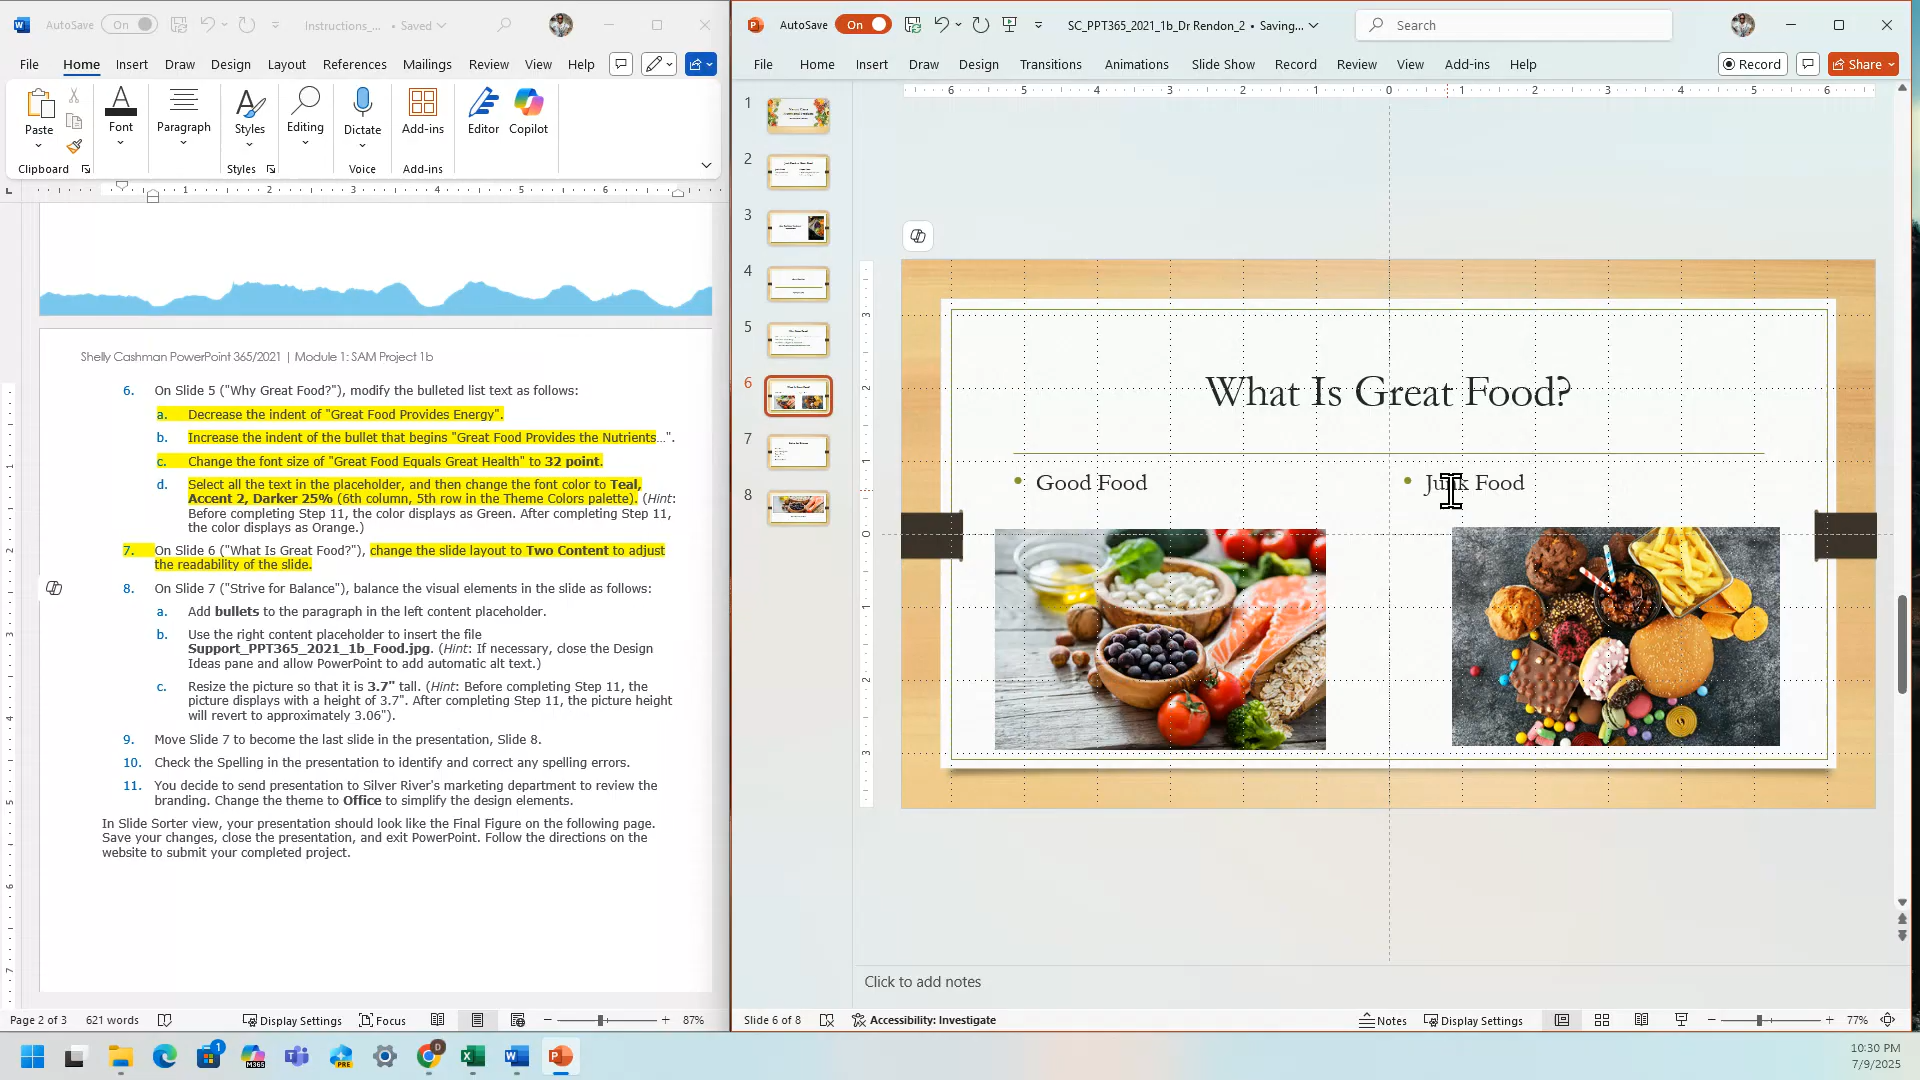 AutoSave On
Instructions_... • Saved
File Home Insert Draw Design Layout References Mailings Review View Help
Paste
Font
Paragraph
Styles
Editing
Dictate
Add-ins
Editor
Copilot
Clipboard
Styles
Voice
Add-ins
Shelly Cashman PowerPoint 365/2021 | Module 1: SAM Project 1b
6. On Slide 5 ("Why Great Food?"), modify the bulleted list text as follows:
a. Decrease the indent of "Great Food Provides Energy".
b. Increase the indent of the bullet that begins "Great Food Provides the Nutrients...".
c. Change the font size of "Great Food Equals Great Health" to 32 point.
d. Select all the text in the placeholder, and then change the font color to Teal,
Accent 2, Darker 25% (6th column, 5th row in the Theme Colors palette). (Hint:
Before completing Step 11, the color displays as Green. After completing Step 11,
the color displays as Orange.)
7. On Slide 6 ("What Is Great Food?"), change the slide layout to Two Content to adjust
the readability of the slide.
8. On Slide 7 ("Strive for Balance"), balance the visual elements in the slide as follows:
a. Add bullets to the paragraph in the left content placeholder.
b. Use the right content placeholder to insert the file
Support_PPT365_2021_1b_Food.jpg. (Hint: If necessary, close the Design
Ideas pane and allow PowerPoint to add automatic alt text.)
c. Resize the picture so that it is 3.7" tall. (Hint: Before completing Step 11, the
picture displays with a height of 3.7". After completing Step 11, the picture height
will revert to approximately 3.06").
9. Move Slide 7 to become the last slide in the presentation, Slide 8.
10. Check the Spelling in the presentation to identify and correct any spelling errors.
11. You decide to send presentation to Silver River's marketing department to review the
branding. Change the theme to Office to simplify the design elements.
In Slide Sorter view, your presentation should look like the Final Figure on the following page.
Save your changes, close the presentation, and exit PowerPoint. Follow the directions on the
website to submit your completed project.
Page 2 of 3 621 words Display Settings Focus 87%
AutoSave On SC_PPT365_2021_1b_Dr Rendon_2 • Saving... Search
File Home Insert Draw Design Transitions Animations Slide Show Record Review View Add-ins Help Record Share
1
2
3
4
5
6
7
8
What Is Great Food?
• Good Food
• Junk Food
Click to add notes
Slide 6 of 8 Accessibility: Investigate Notes Display Settings 77%
10:30 PM
7/9/2025